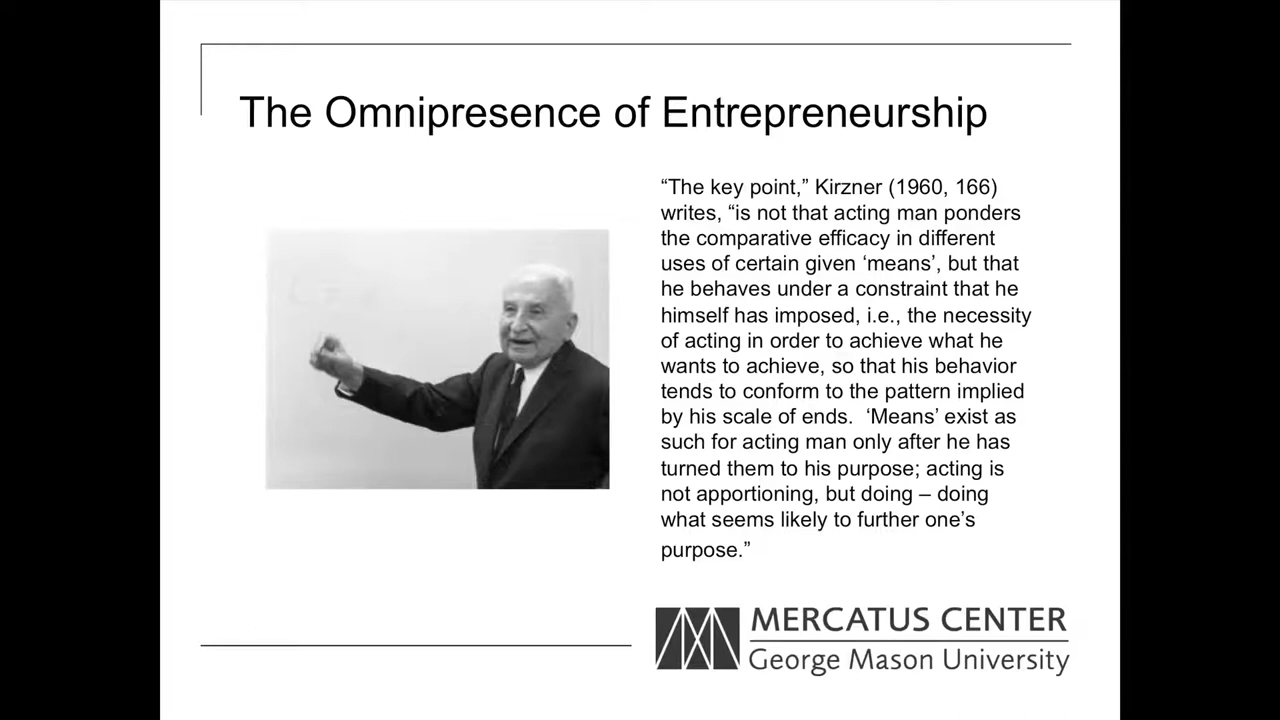 The Omnipresence of Entrepreneurship
“The key point,” Kirzner (1960, 166)
writes, “is not that acting man ponders
the comparative efficacy in different
uses of certain given ‘means’, but that
he behaves under a constraint that he
himself has imposed, i.e., the necessity
of acting in order to achieve what he
wants to achieve, so that his behavior
tends to conform to the pattern implied
by his scale of ends.  ‘Means’ exist as
such for acting man only after he has
turned them to his purpose; acting is
not apportioning, but doing – doing
what seems likely to further one’s
purpose.”
MERCATUS CENTER
George Mason University